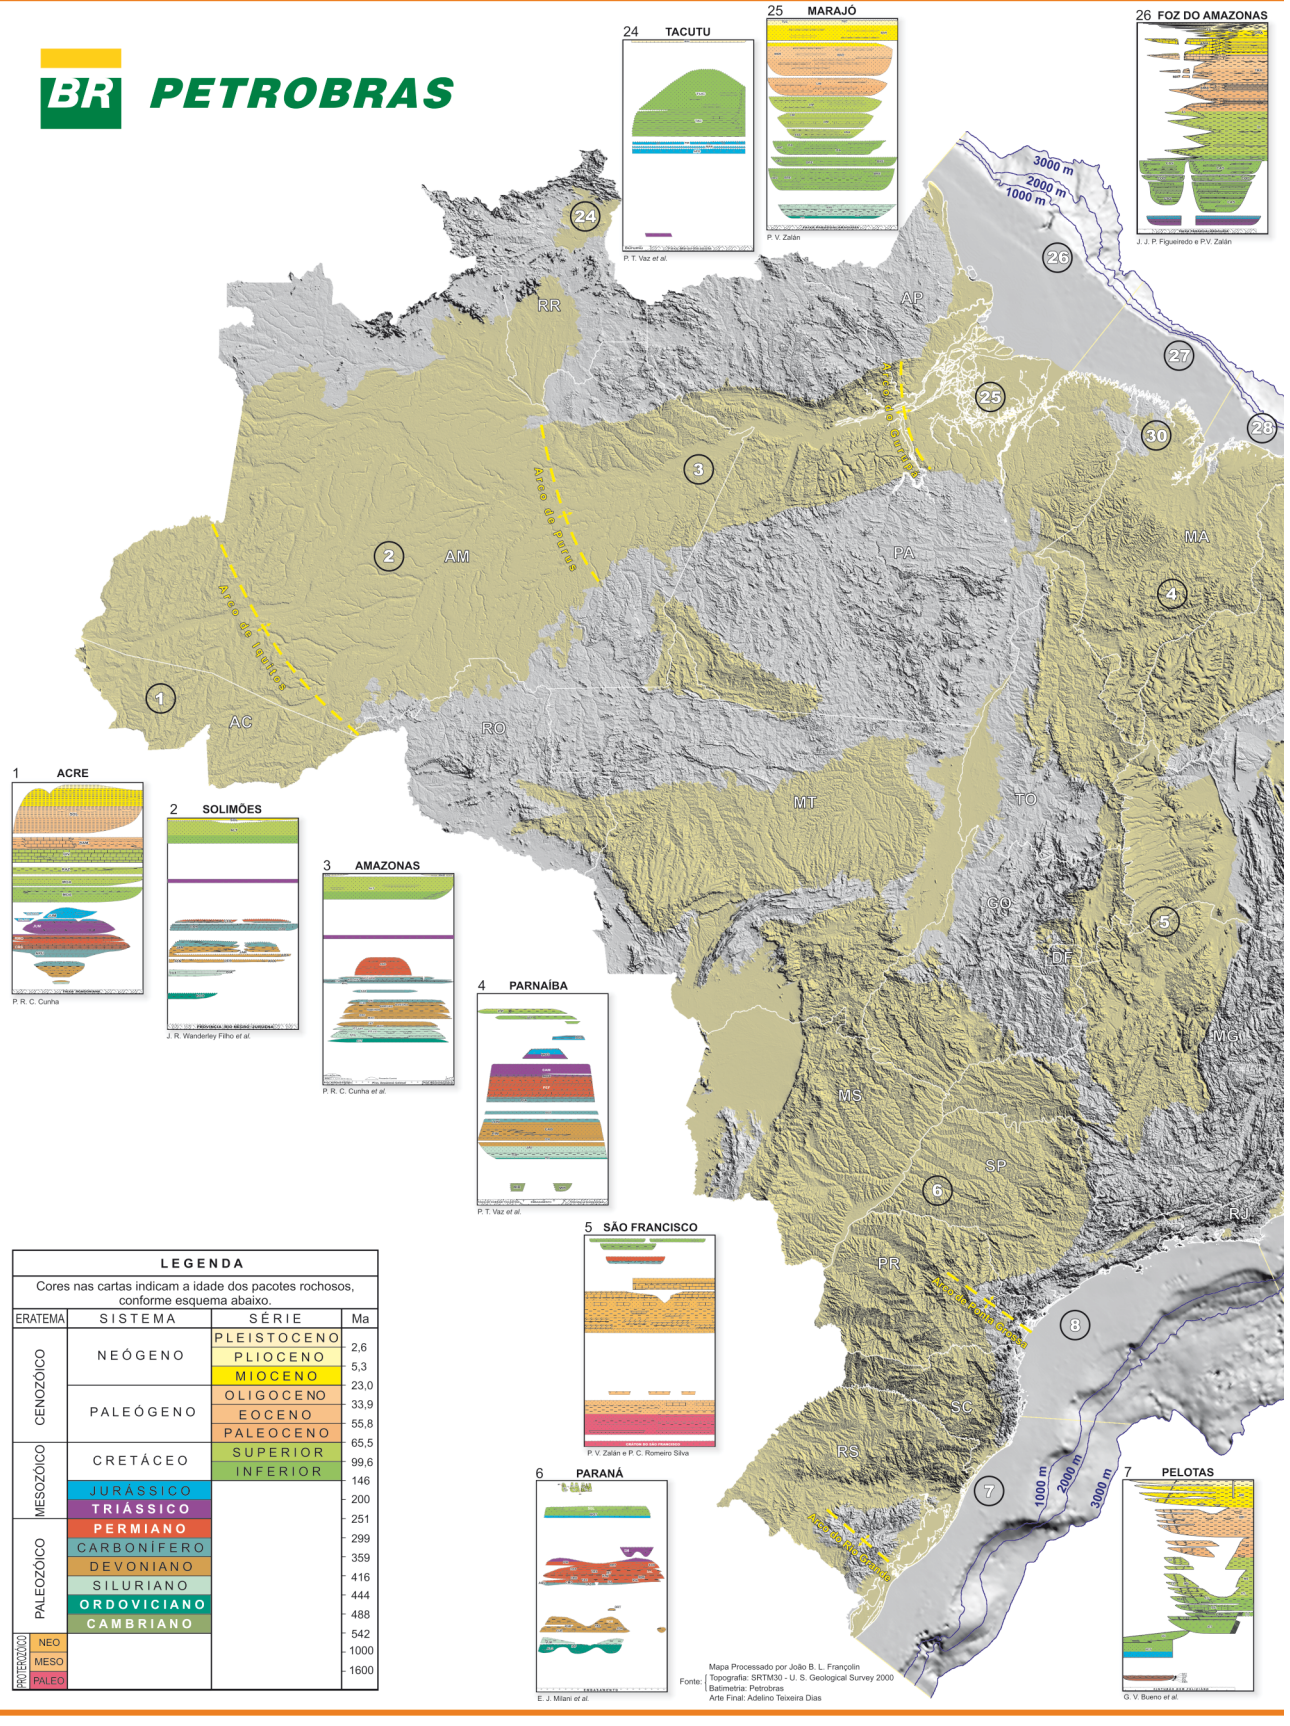 BR PETROBRAS
24 TACUTU
P. T. Vaz et al.
25 MARAJÓ
P. V. Zalán
26 FOZ DO AMAZONAS
J. J. P. Figueiredo e P.V. Zalán
3000 m
2000 m
1000 m
24
26
RR
AP
27
25
28
30
Arco de Gurupá
3
Arco de Purus
2
AM
PA
MA
4
Arco de Iquitos
1
AC
RO
MT
TO
GO
DF
5
MG
MS
SP
6
RJ
PR
Arco de Ponta Grossa
8
SC
RS
7
Arco do Rio Grande
1000 m
2000 m
3000 m
1 ACRE
P. R. C. Cunha
2 SOLIMÕES
J. R. Wanderley Filho et al.
3 AMAZONAS
P. R. C. Cunha et al.
4 PARNAÍBA
P. T. Vaz et al.
5 SÃO FRANCISCO
P. V. Zalán e P. C. Romeiro Silva
6 PARANÁ
E. J. Milani et al.
7 PELOTAS
G. V. Bueno et al.
LEGENDA
Cores nas cartas indicam a idade dos pacotes rochosos,
conforme esquema abaixo.
ERATEMA SISTEMA SÉRIE Ma
CENOZÓICO
NEÓGENO
PLEISTOCENO
2,6
PLIOCENO
5,3
MIOCENO
23,0
PALEÓGENO
OLIGOCENO
33,9
EOCENO
55,8
PALEOCENO
65,5
MESOZÓICO
CRETÁCEO
SUPERIOR
99,6
INFERIOR
146
JURÁSSICO
200
TRIÁSSICO
251
PALEOZÓICO
PERMIANO
299
CARBONÍFERO
359
DEVONIANO
416
SILURIANO
444
ORDOVICIANO
488
CAMBRIANO
542
PROTEROZÓICO
NEO
1000
MESO
1600
PALEO
Mapa Processado por João B. L. Françolin
Fonte: Topografia: SRTM30 - U. S. Geological Survey 2000
Batimetria: Petrobras
Arte Final: Adelino Teixeira Dias